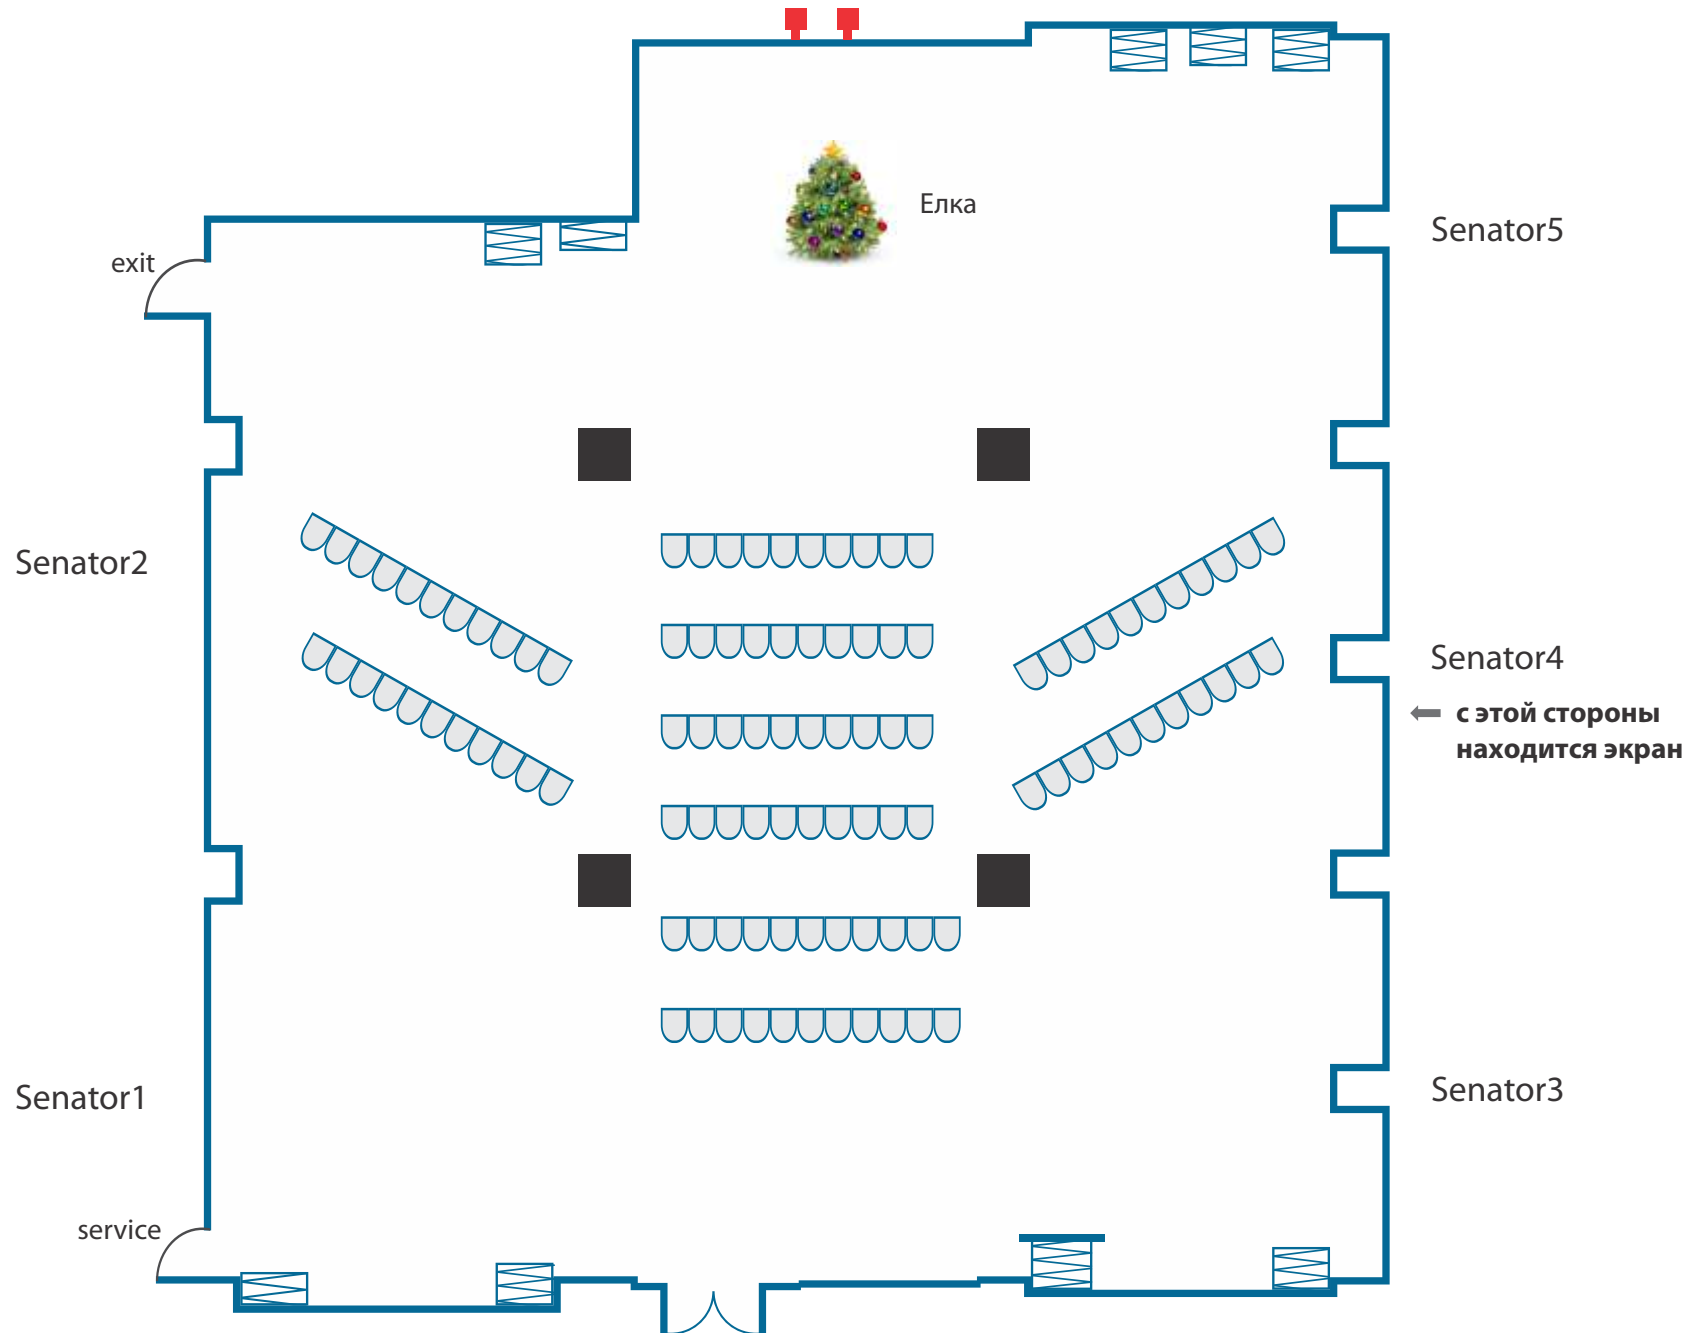 Елка
Senator5
exit
Senator2
Senator4
с этой стороны
находится экран
Senator1
Senator3
service